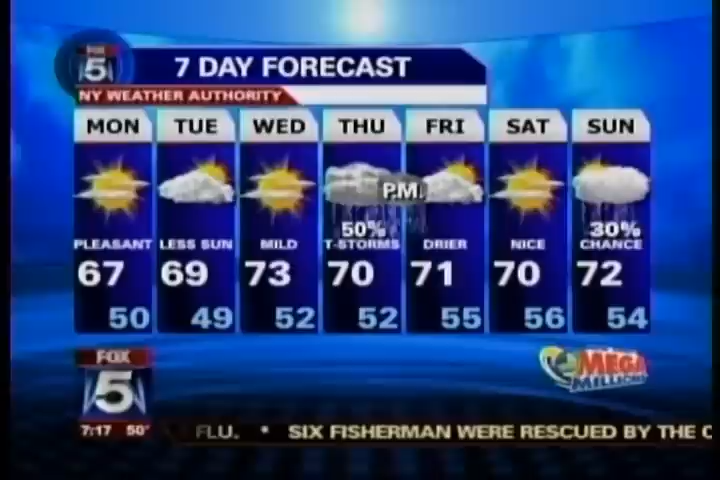 FOX 5
7 DAY FORECAST
NY WEATHER AUTHORITY
MON TUE WED THU FRI SAT SUN
P.M.
50% 30%
PLEASANT LESS SUN MILD T-STORMS DRIER NICE CHANCE
67 69 73 70 71 70 72
50 49 52 52 55 56 54
FOX
5
MEGA
MILLIONS
7:17 50°
FLU. * SIX FISHERMAN WERE RESCUED BY THE C